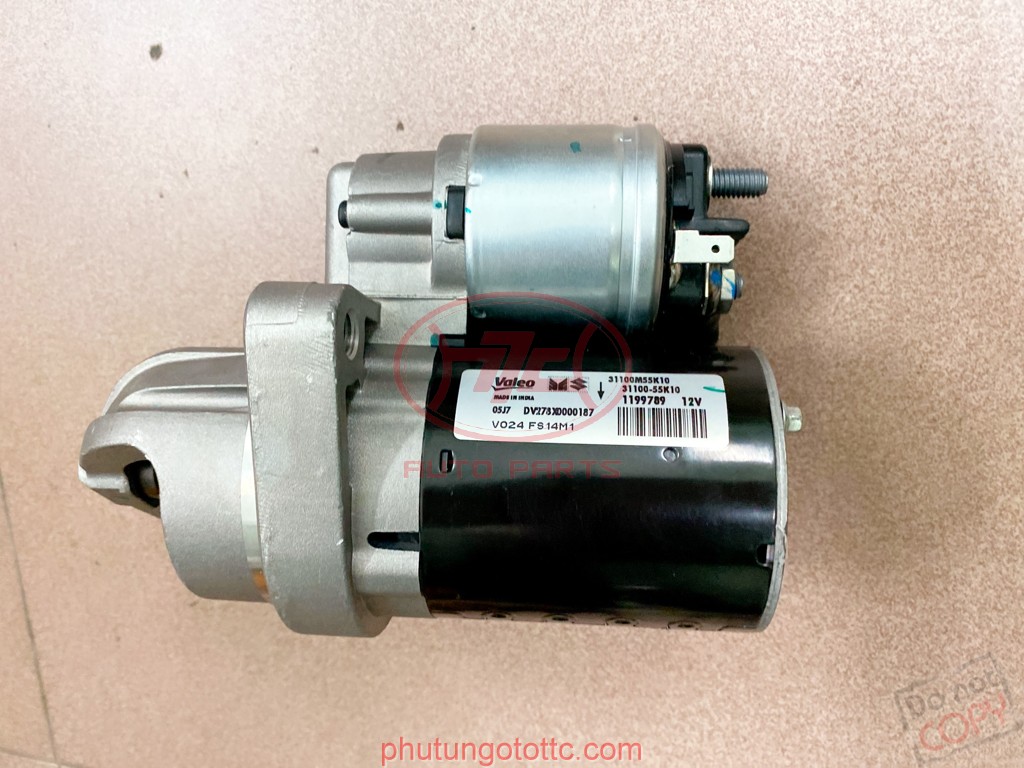 TTC
Valeo
MADE IN INDIA
31100M55K10
31100-55K10
1199789 12V
05J7 DV278X0000187
V024 FS14M1
AUTO PARTS
Do not
COPY
phutungotottc.com